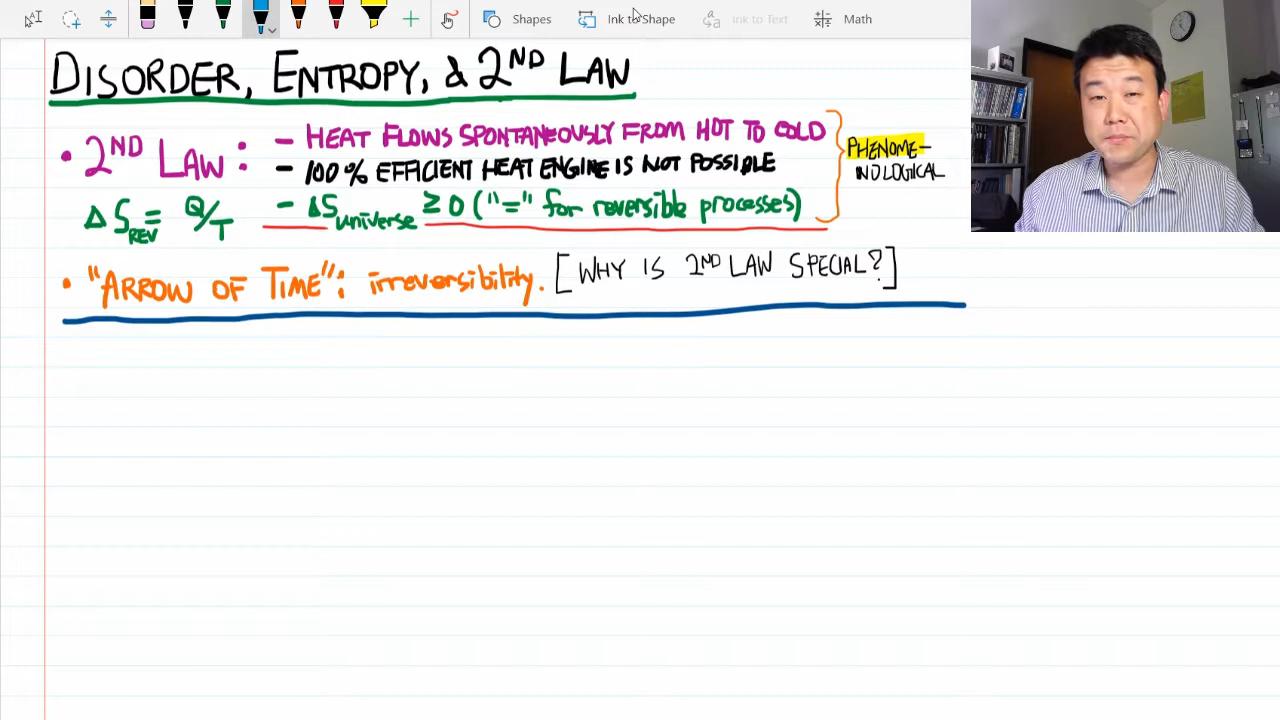 Shapes Ink to Shape Ink to Text Math
DISORDER, ENTROPY, & 2ND LAW
• 2ND LAW: - HEAT FLOWS SPONTANEOUSLY FROM HOT TO COLD
- 100% EFFICIENT HEAT ENGINE IS NOT POSSIBLE
ΔS_REV = Q/T - ΔS_universe ≥ 0 ("=" for reversible processes)
PHENOME-
NOLOGICAL
• "ARROW OF TIME": irreversibility. [WHY IS 2ND LAW SPECIAL?]